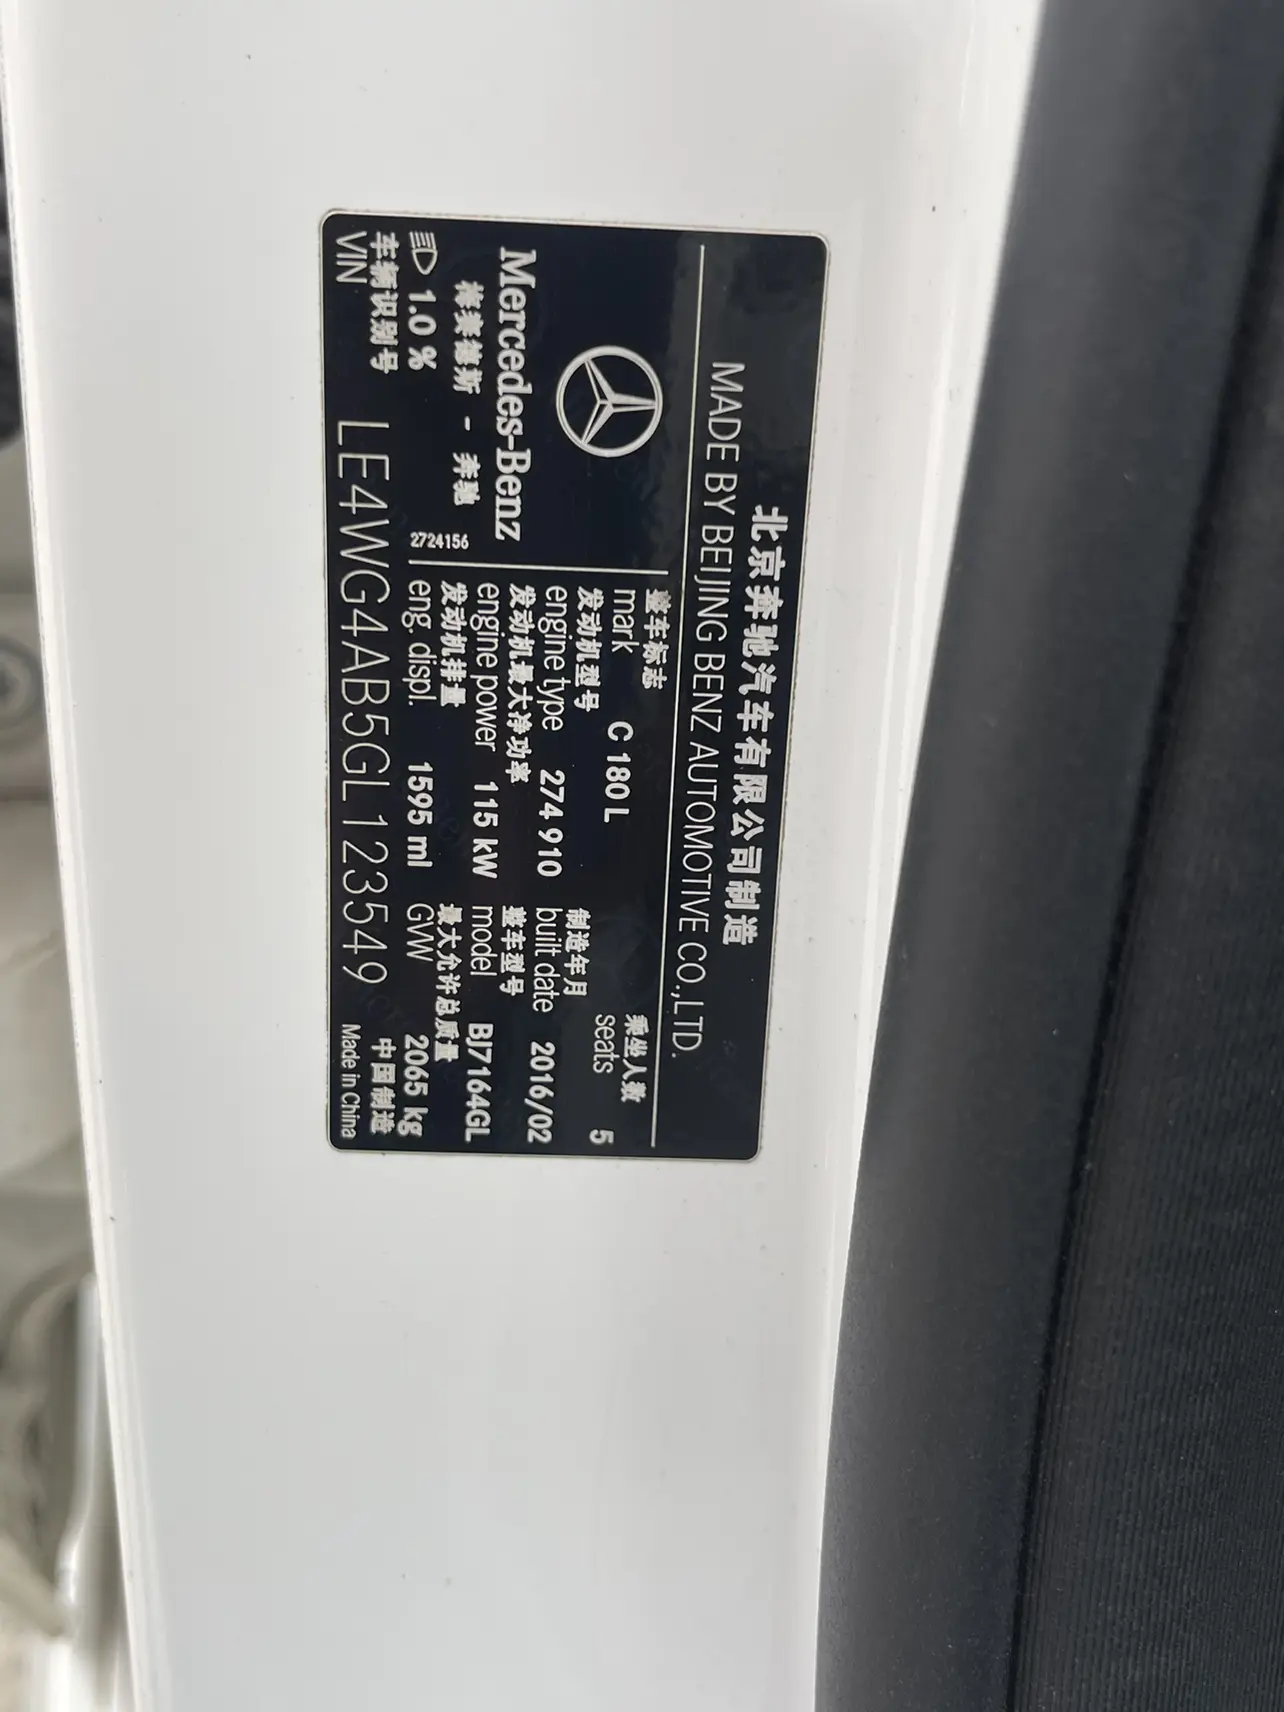 北京奔驰汽车有限公司制造
MADE BY BEIJING BENZ AUTOMOTIVE CO.,LTD.
Mercedes-Benz
梅赛德斯 - 奔驰
1.0 %
2724156
整车标志
mark C 180 L
发动机型号
engine type 274 910
发动机最大净功率
engine power 115 kW
发动机排量
eng. displ. 1595 ml
乘坐人数
seats 5
制造年月
built date 2016/02
整车型号
model BJ7164GL
最大允许总质量
GVW 2065 kg
车辆识别号
VIN LE4WG4AB5GL123549
中国制造
Made in China